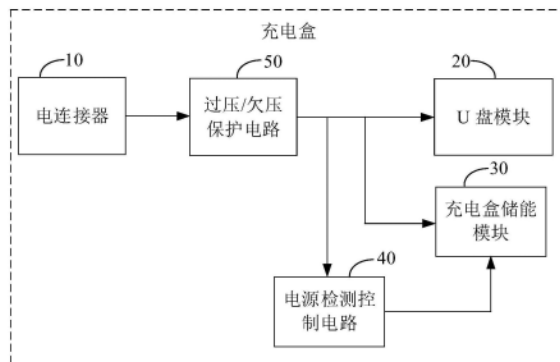 充电盒
10
电连接器
50
过压/欠压
保护电路
20
U 盘模块
30
充电盒储能
模块
40
电源检测控
制电路